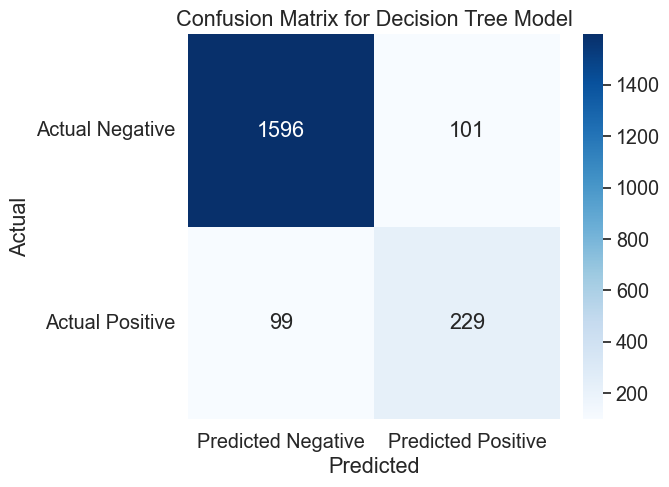 Confusion Matrix for Decision Tree Model
Actual Negative
1596
101
1400
1200
1000
800
600
400
200
Actual
Actual Positive
99
229
Predicted Negative
Predicted Positive
Predicted